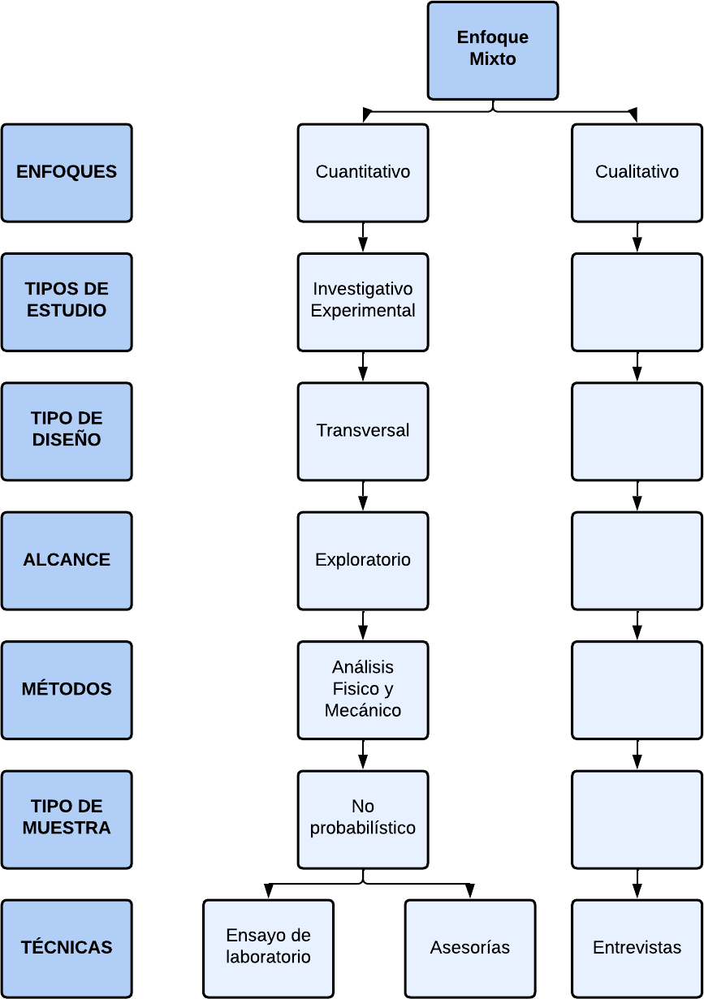 Enfoque
Mixto
ENFOQUES
Cuantitativo
Cualitativo
TIPOS DE
ESTUDIO
Investigativo
Experimental
TIPO DE
DISEÑO
Transversal
ALCANCE
Exploratorio
MÉTODOS
Análisis
Fisico y
Mecánico
TIPO DE
MUESTRA
No
probabilístico
TÉCNICAS
Ensayo de
laboratorio
Asesorías
Entrevistas